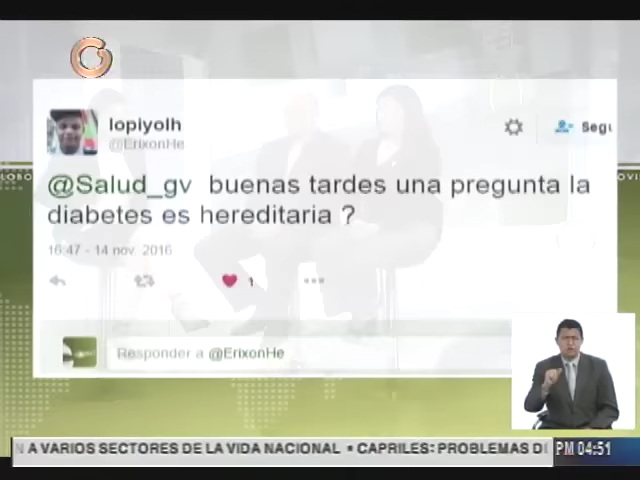 lopiyolh
@ErixonHe
Segu
@Salud_gv buenas tardes una pregunta la
diabetes es hereditaria ?
16:47 - 14 nov. 2016
1
Responder a @ErixonHe
N A VARIOS SECTORES DE LA VIDA NACIONAL • CAPRILES: PROBLEMAS D
PM 04:51